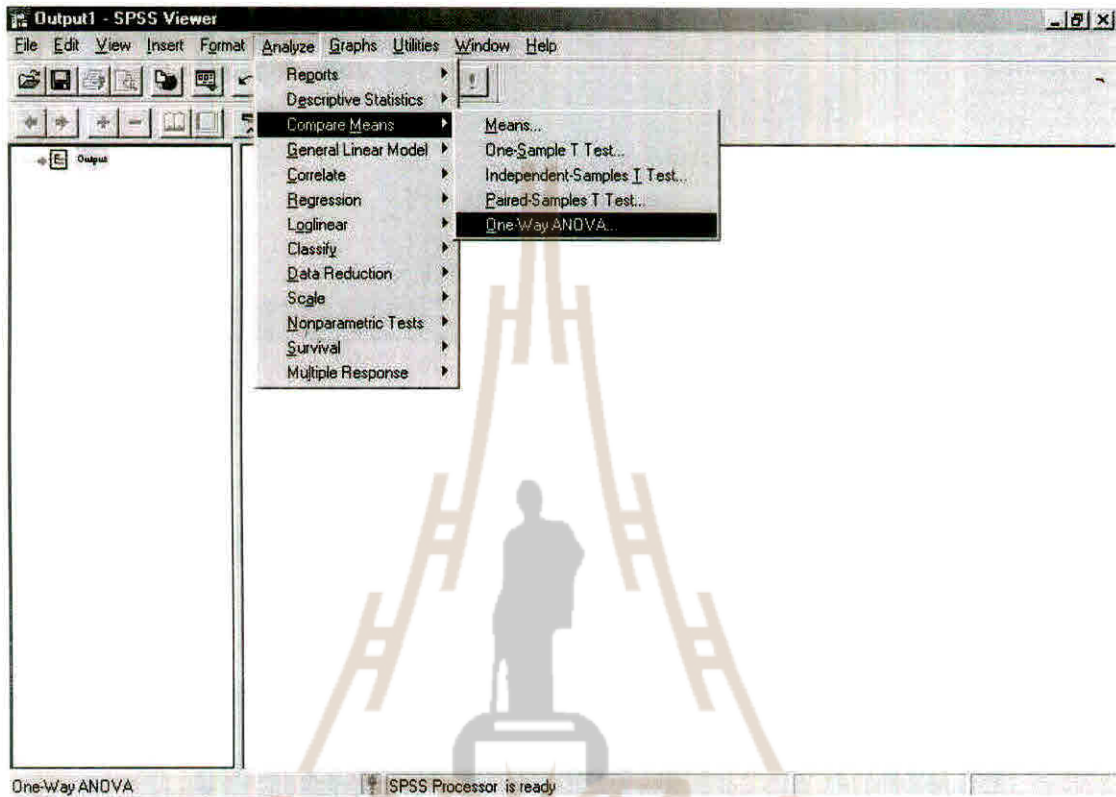 Output1 - SPSS Viewer
File Edit View Insert Format Analyze Graphs Utilities Window Help
Reports
Descriptive Statistics
Compare Means
General Linear Model
Correlate
Regression
Loglinear
Classify
Data Reduction
Scale
Nonparametric Tests
Survival
Multiple Response
Means...
One-Sample T Test...
Independent-Samples T Test...
Paired-Samples T Test...
One-Way ANOVA...
Output
One-Way ANOVA
SPSS Processor is ready